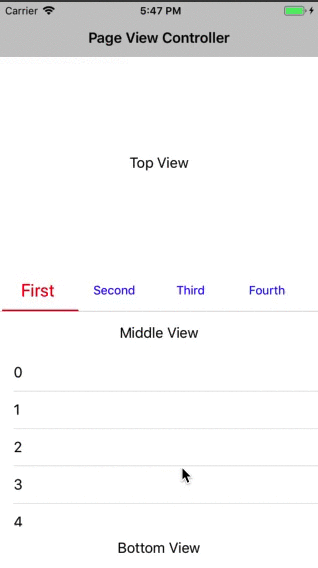 Carrier 5:47 PM
Page View Controller
Top View
First Second Third Fourth
Middle View
0
1
2
3
4
Bottom View